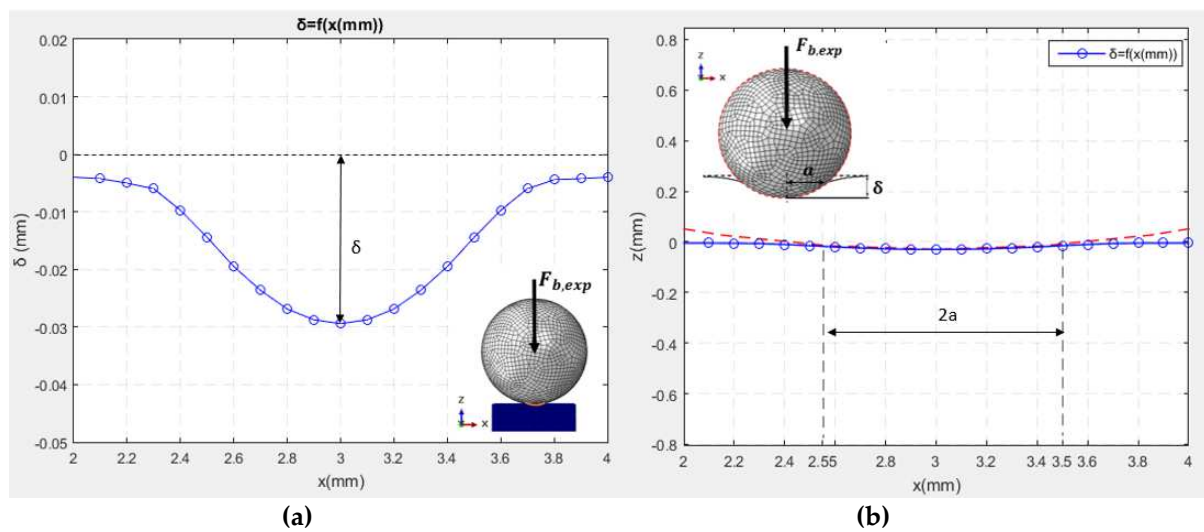 δ=f(x(mm))
0.02
0.01
0
-0.01
-0.02
-0.03
-0.04
-0.05
δ (mm)
δ
F_{b,exp}
z
x
2 2.2 2.4 2.6 2.8 3 3.2 3.4 3.6 3.8 4
x(mm)
(a)
0.8
0.6
0.4
0.2
0
-0.2
-0.4
-0.6
-0.8
z(mm)
F_{b,exp}
z
x
a
δ
δ=f(x(mm))
2a
2 2.2 2.4 2.55 2.8 3 3.2 3.4 3.5 3.6 3.8 4
x(mm)
(b)